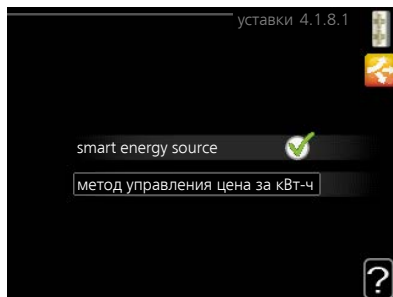 уставки 4.1.8.1
smart energy source
метод управления цена за кВт-ч
?